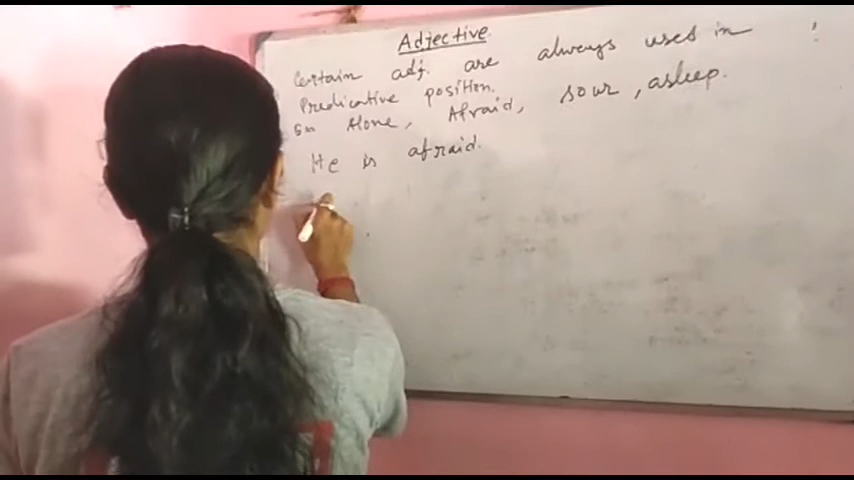 Adjective
Certain adj. are always used in
Predicative position.
Ex Alone, Afraid, sour, asleep.
He is afraid.